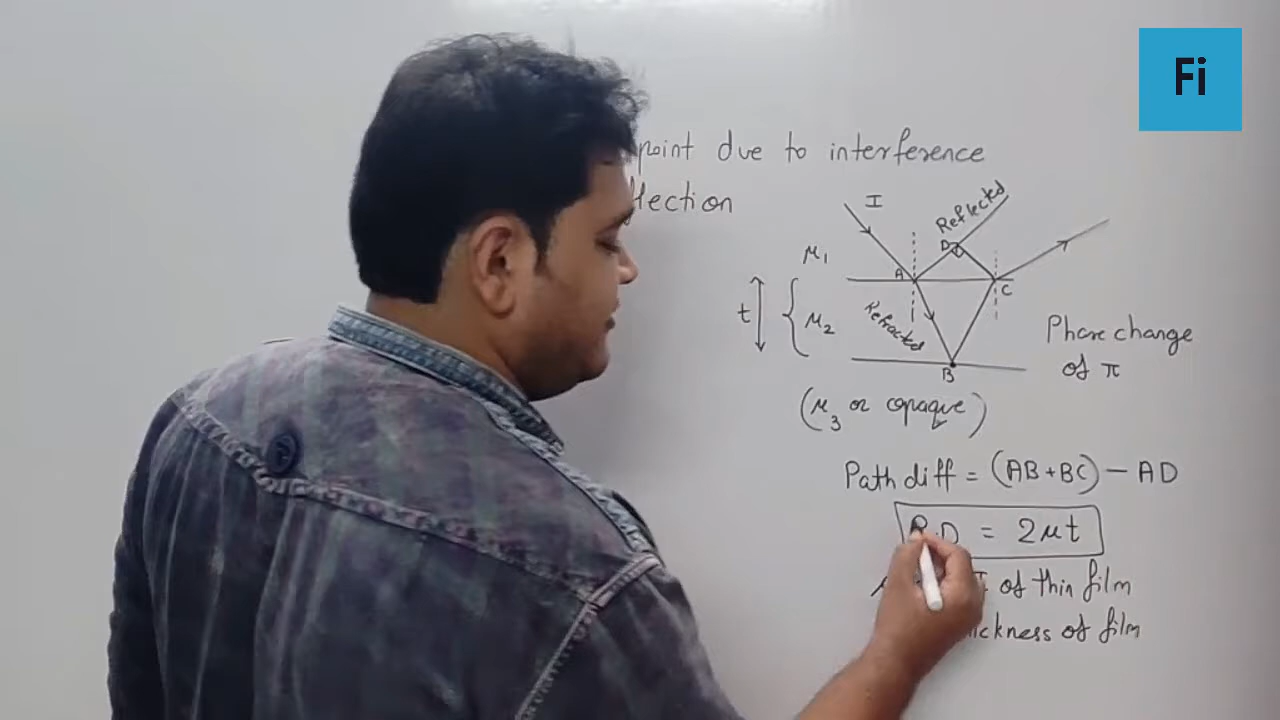 Fi
point due to interference
flection
I
Reflected
D
μ1
A
C
t
μ2
Refracted
Phase change
of π
B
(μ3 or opaque)
Path diff = (AB+BC) - AD
P.D = 2μt
of thin film
ickness of film